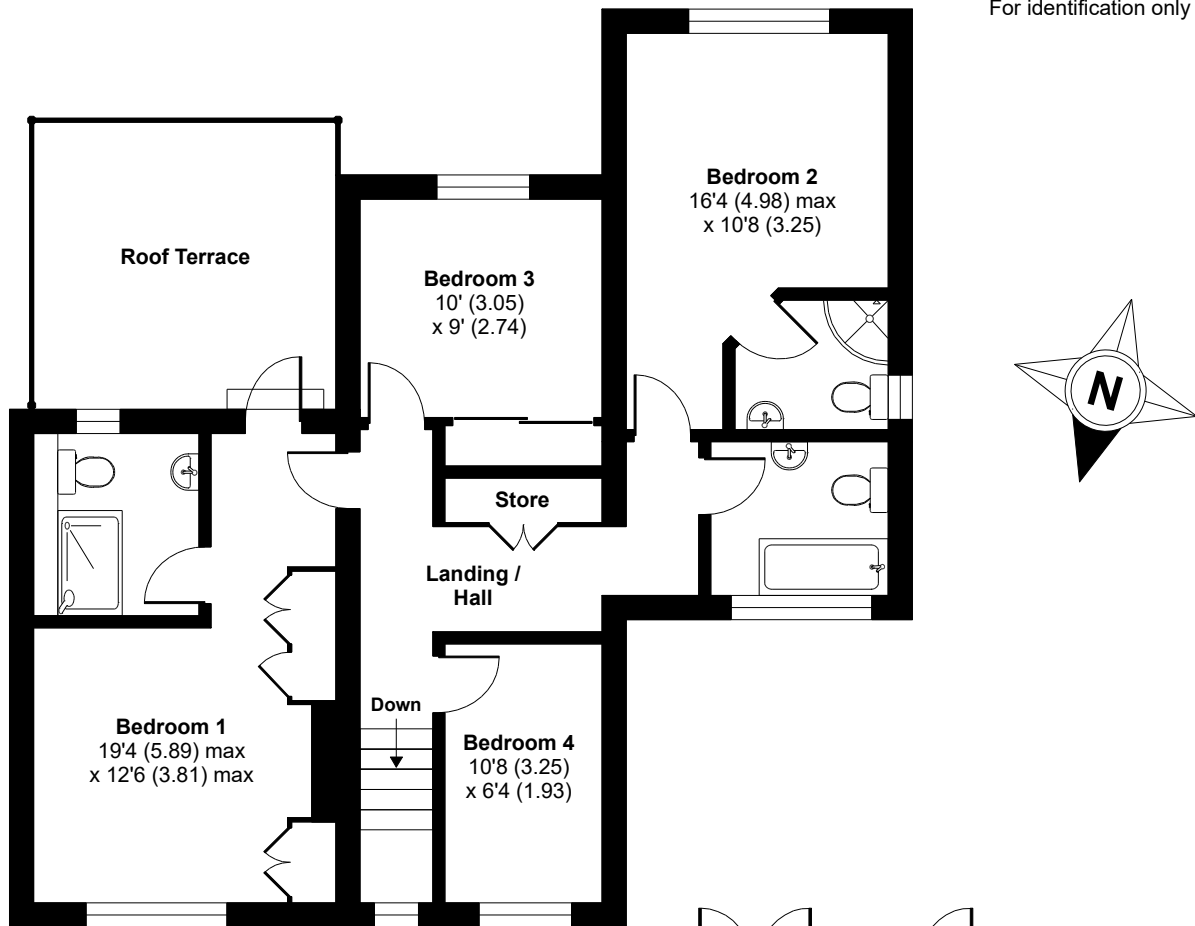 For identification only
Bedroom 2
16'4 (4.98) max
x 10'8 (3.25)
Roof Terrace
Bedroom 3
10' (3.05)
x 9' (2.74)
N
Store
Landing /
Hall
Down
Bedroom 1
19'4 (5.89) max
x 12'6 (3.81) max
Bedroom 4
10'8 (3.25)
x 6'4 (1.93)